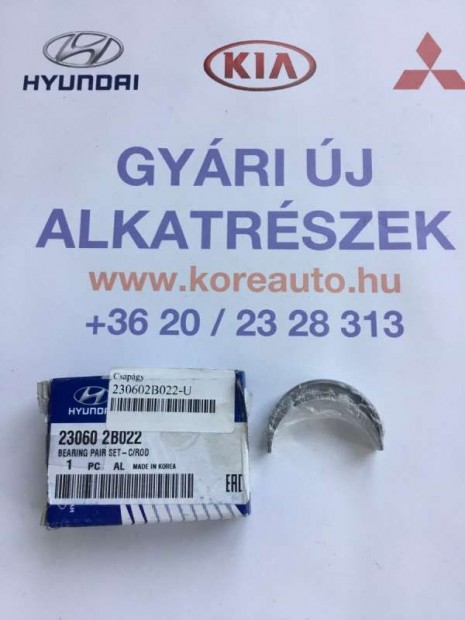 HYUNDAI
KIA
GYÁRI ÚJ
ALKATRÉSZEK
www.koreauto.hu
+36 20 / 23 28 313
Csapágy
230602B022-U
HYUNDAI
23060 2B022
BEARING PAIR SET-C/ROD
1 PC AL MADE IN KOREA
EAC